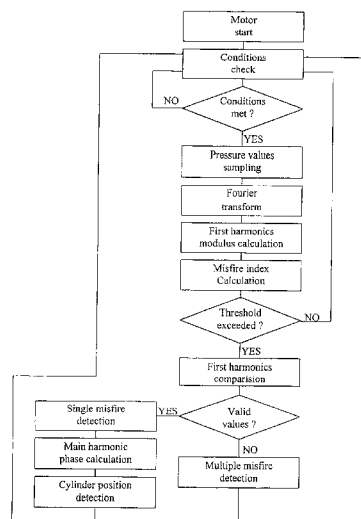 Motor
start
Conditions
check
NO
Conditions
met ?
YES
Pressure values
sampling
Fourier
transform
First harmonics
modulus calculation
Misfire index
Calculation
Threshold
exceeded ?
NO
YES
First harmonics
comparision
Single misfire
detection
YES
Valid
values ?
Main harmonic
phase calculation
NO
Multiple misfire
detection
Cylinder position
detection